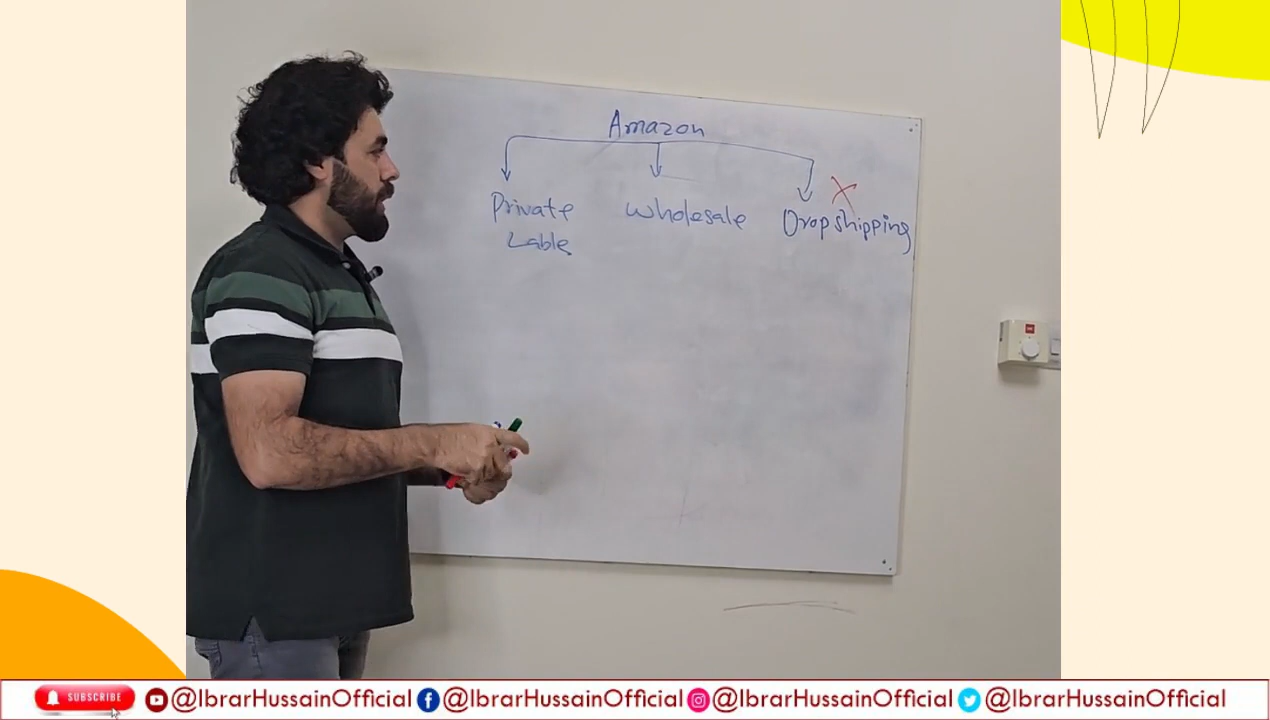 Amazon
Private Wholesale Dropshipping
Lable
SUBSCRIBE @IbrarHussainOfficial @IbrarHussainOfficial @IbrarHussainOfficial @IbrarHussainOfficial